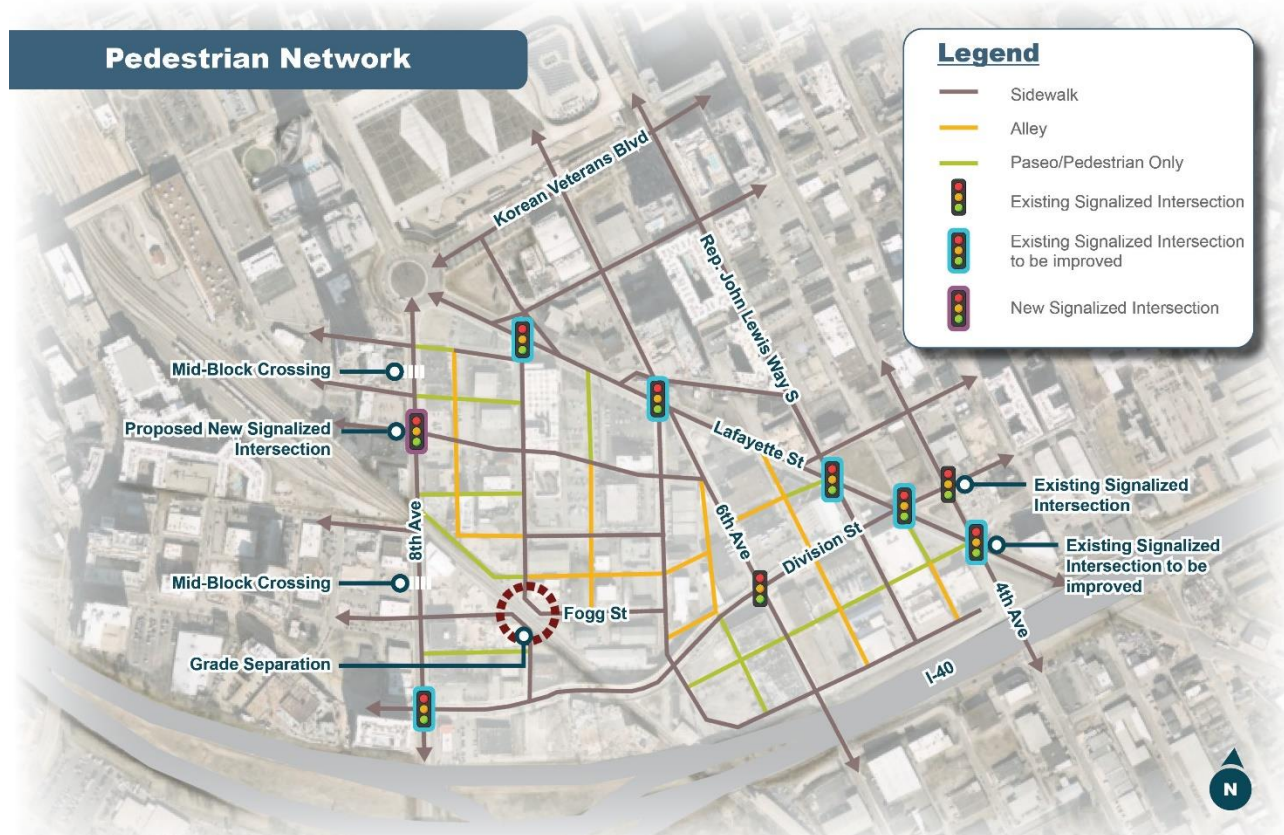 Pedestrian Network
Legend
Sidewalk
Alley
Paseo/Pedestrian Only
Existing Signalized Intersection
Existing Signalized Intersection
to be improved
New Signalized Intersection
Korean Veterans Blvd
Rep. John Lewis Way S
Mid-Block Crossing
Proposed New Signalized
Intersection
Lafayette St
8th Ave
6th Ave
Division St
Existing Signalized
Intersection
Existing Signalized
Intersection to be
improved
Mid-Block Crossing
Fogg St
4th Ave
Grade Separation
I-40
N